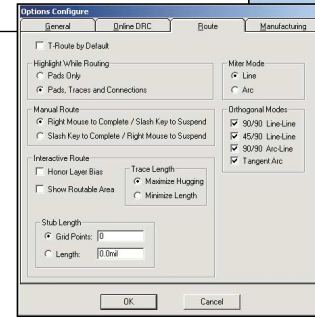 Options Configure
General Online DRC Route Manufacturing
T-Route by Default
Highlight While Routing
Pads Only
Pads, Traces and Connections
Miter Mode
Line
Arc
Manual Route
Right Mouse to Complete / Slash Key to Suspend
Slash Key to Complete / Right Mouse to Suspend
Orthogonal Modes
90/90 Line-Line
45/90 Line-Line
90/90 Arc-Line
Tangent Arc
Interactive Route
Honor Layer Bias
Show Routable Area
Trace Length
Maximize Hugging
Minimize Length
Stub Length
Grid Points: 0
Length: 0.0mil
OK Cancel